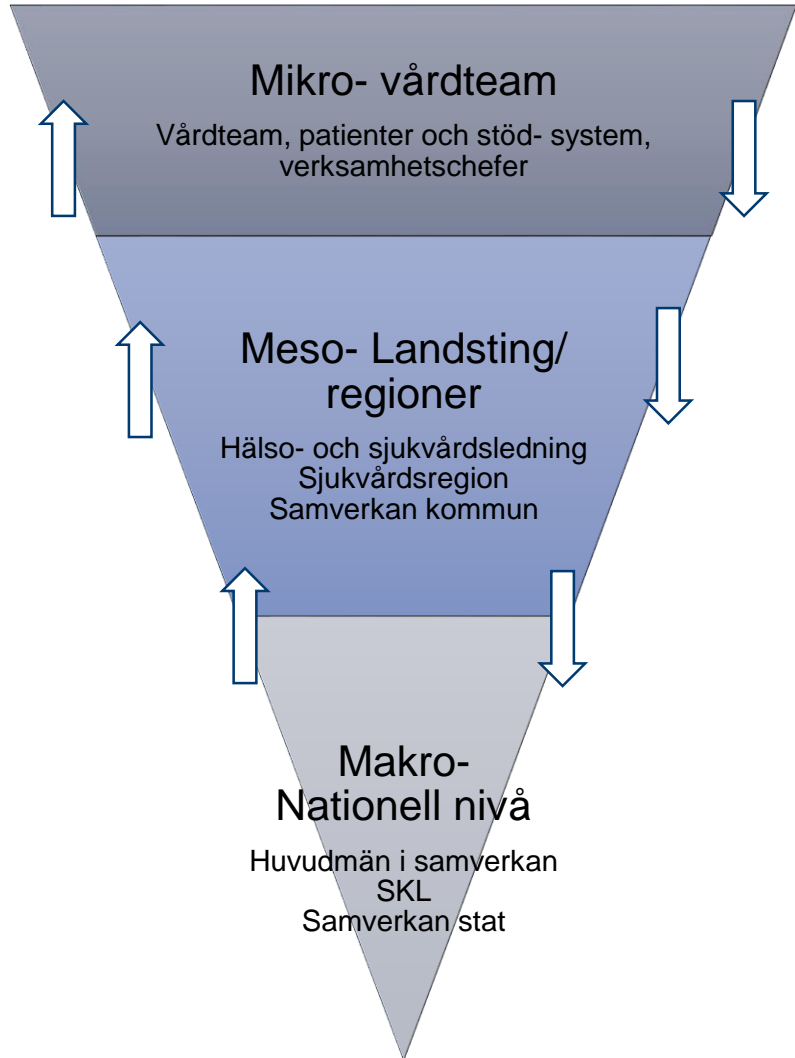 Mikro- vårdteam
Vårdteam, patienter och stöd- system,
verksamhetschefer
Meso- Landsting/
regioner
Hälso- och sjukvårdsledning
Sjukvårdsregion
Samverkan kommun
Makro-
Nationell nivå
Huvudmän i samverkan
SKL
Samverkan stat